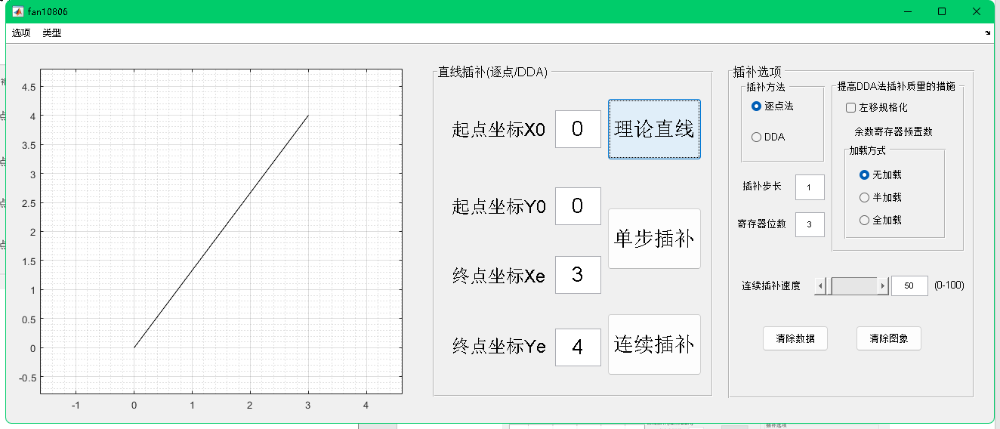 fan10806
选项 类型
4.5
4
3.5
3
2.5
2
1.5
1
0.5
0
-0.5
-1 0 1 2 3 4
直线插补(逐点/DDA)
起点坐标X0 0 理论直线
起点坐标Y0 0
单步插补
终点坐标Xe 3
终点坐标Ye 4 连续插补
插补选项
插补方法
逐点法
DDA
插补步长 1
寄存器位数 3
提高DDA法插补质量的措施
左移规格化
余数寄存器预置数
加载方式
无加载
半加载
全加载
连续插补速度 50 (0-100)
清除数据 清除图象